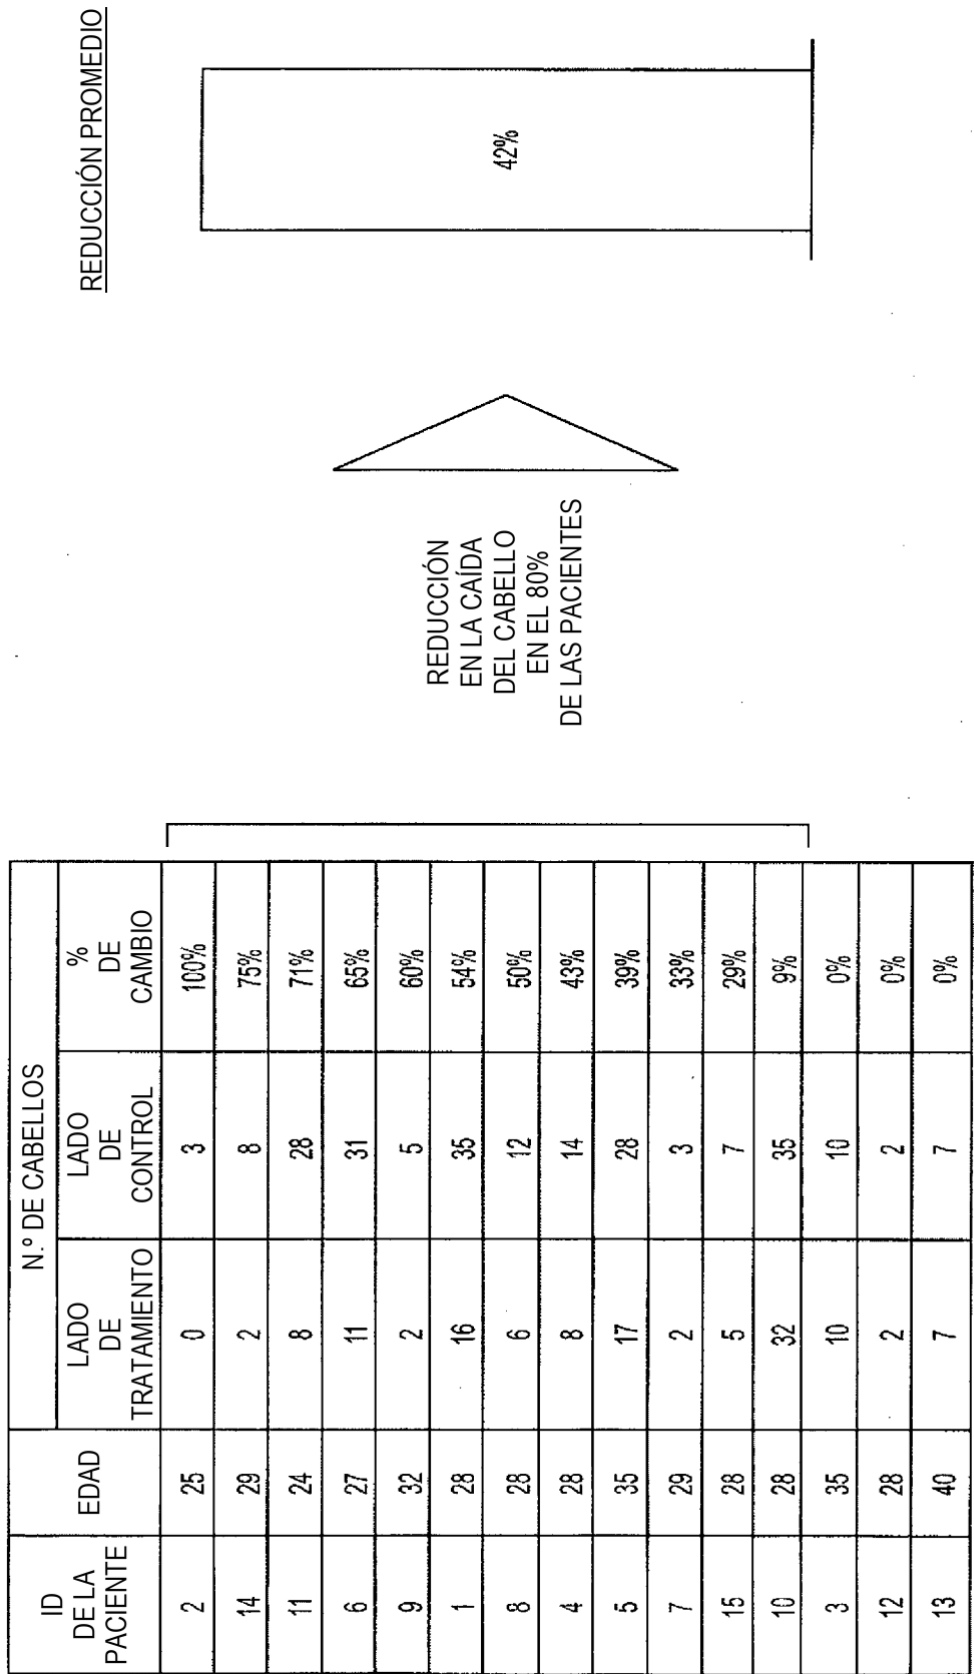 ID
DE LA
PACIENTE
EDAD
N.º DE CABELLOS
LADO
DE
TRATAMIENTO
LADO
DE
CONTROL
%
DE
CAMBIO
2 25 0 3 100%
14 29 2 8 75%
11 24 8 28 71%
6 27 11 31 65%
9 32 2 5 60%
1 28 16 35 54%
8 28 6 12 50%
4 28 8 14 43%
5 35 17 28 39%
7 29 2 3 33%
15 28 5 7 29%
10 28 32 35 9%
3 35 10 10 0%
12 28 2 2 0%
13 40 7 7 0%
REDUCCIÓN
EN LA CAÍDA
DEL CABELLO
EN EL 80%
DE LAS PACIENTES
REDUCCIÓN PROMEDIO
42%